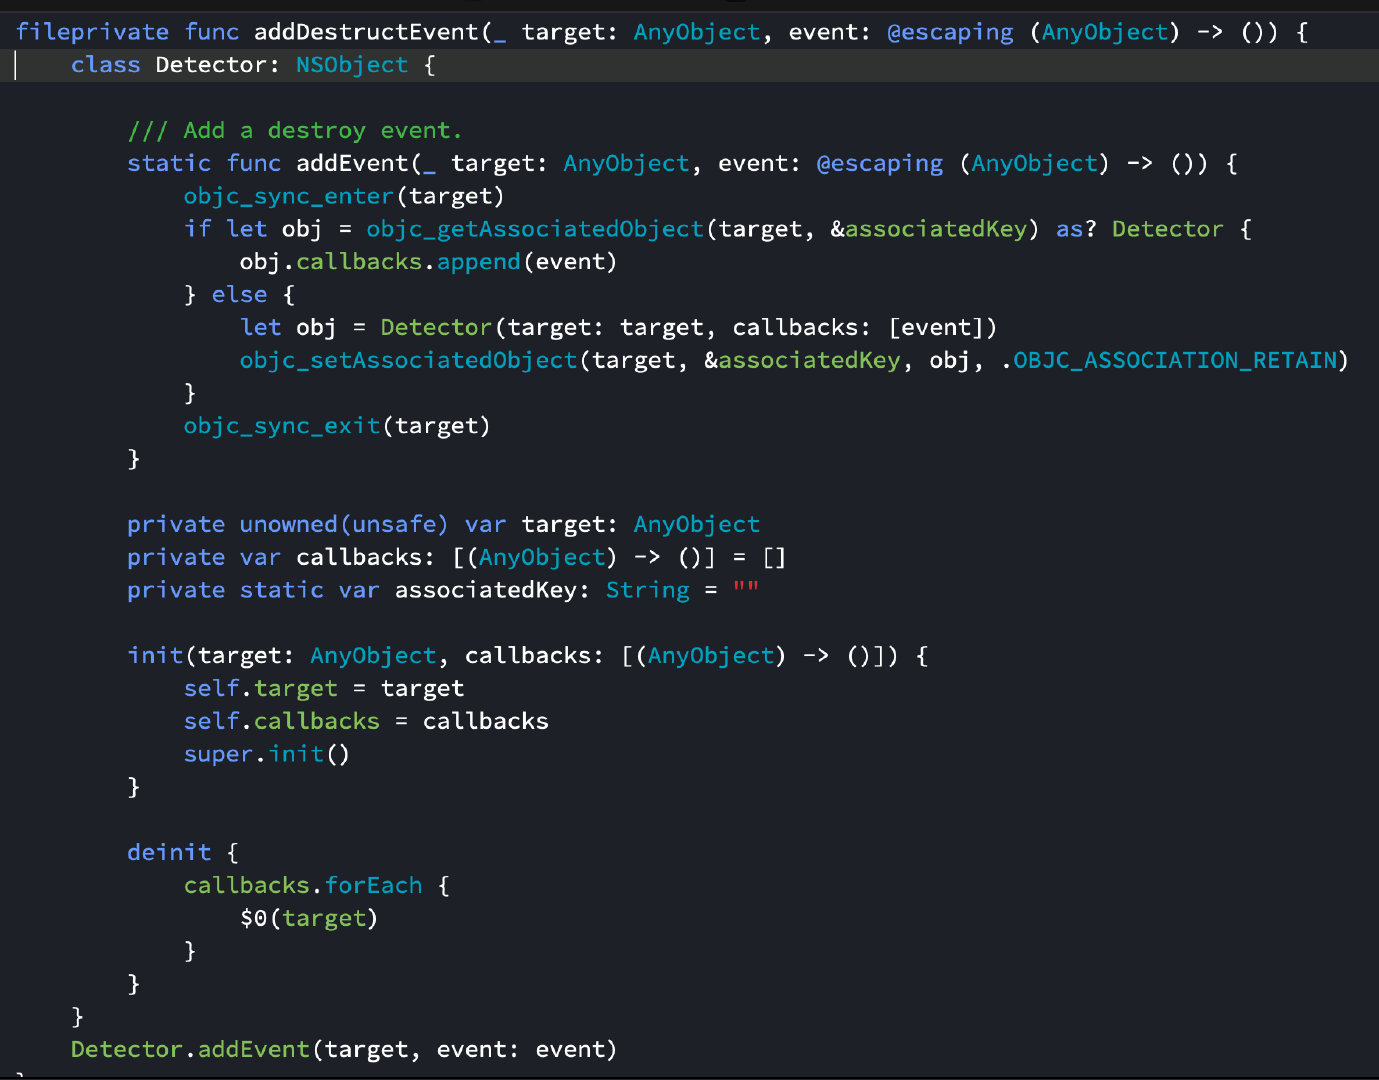 fileprivate func addDestructEvent(_ target: AnyObject, event: @escaping (AnyObject) -> ()) {
class Detector: NSObject {
/// Add a destroy event.
static func addEvent(_ target: AnyObject, event: @escaping (AnyObject) -> ()) {
objc_sync_enter(target)
if let obj = objc_getAssociatedObject(target, &associatedKey) as? Detector {
obj.callbacks.append(event)
} else {
let obj = Detector(target: target, callbacks: [event])
objc_setAssociatedObject(target, &associatedKey, obj, .OBJC_ASSOCIATION_RETAIN)
}
objc_sync_exit(target)
}
private unowned(unsafe) var target: AnyObject
private var callbacks: [(AnyObject) -> ()] = []
private static var associatedKey: String = ""
init(target: AnyObject, callbacks: [(AnyObject) -> ()]) {
self.target = target
self.callbacks = callbacks
super.init()
}
deinit {
callbacks.forEach {
$0(target)
}
}
}
Detector.addEvent(target, event: event)